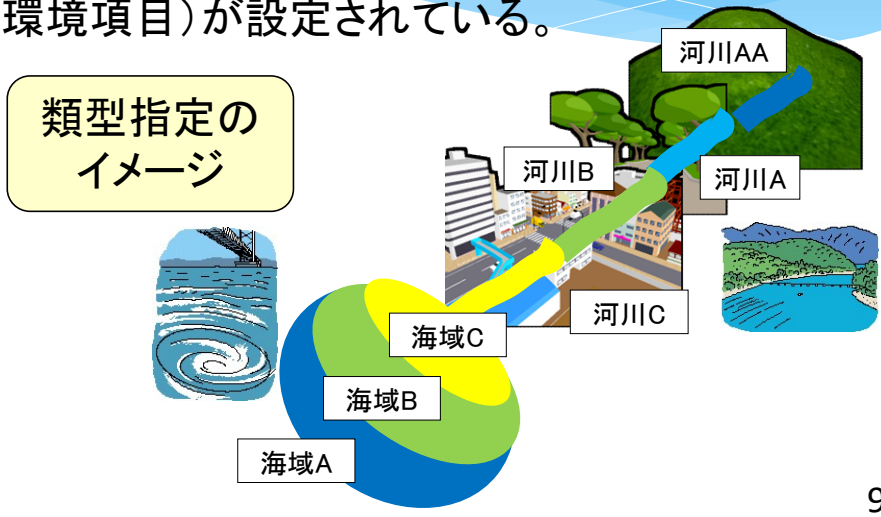 環境項目)が設定されている。
河川AA
類型指定の
イメージ
河川B
河川A
河川C
海域C
海域B
海域A
9